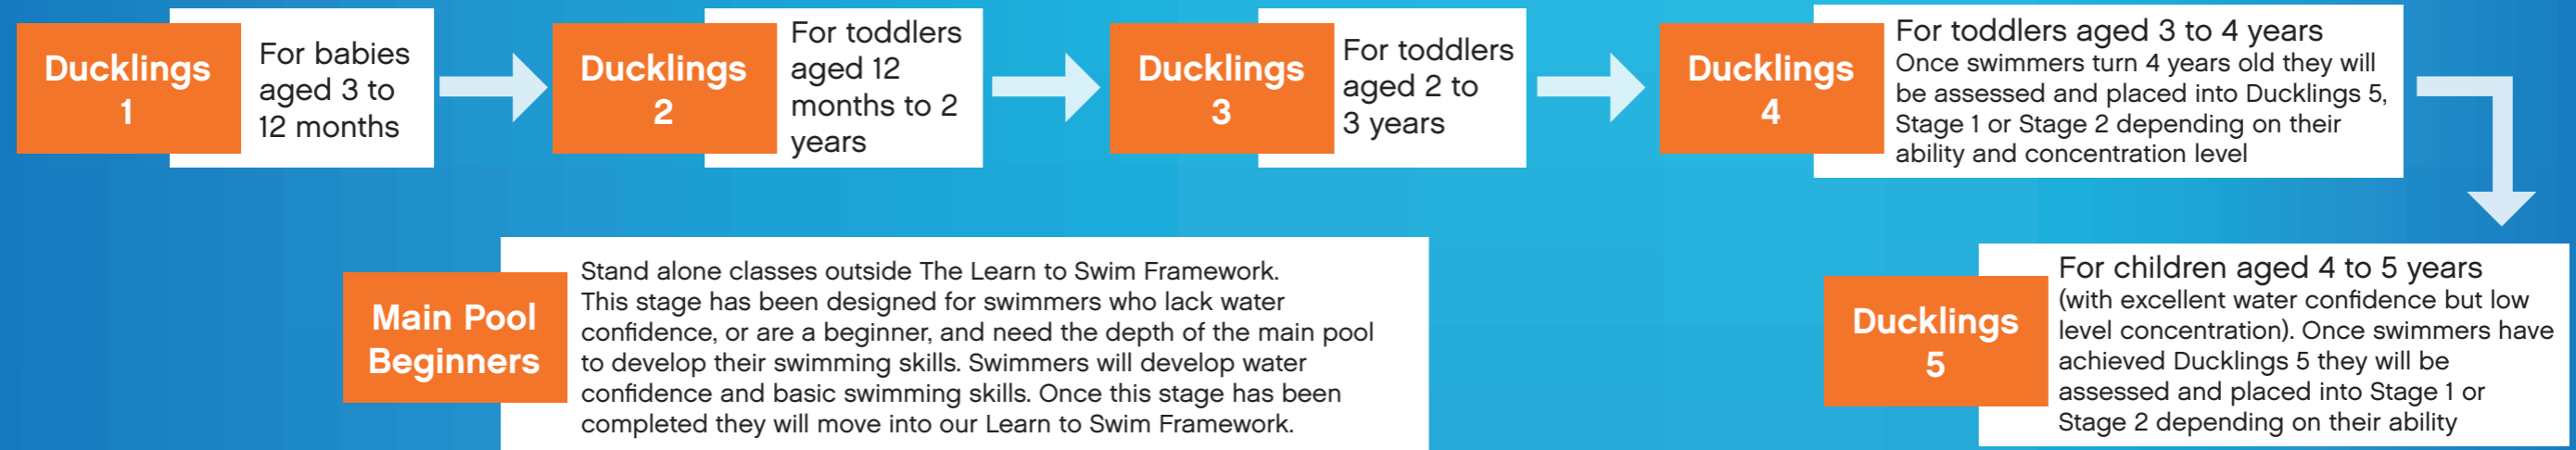 Ducklings
1
For babies
aged 3 to
12 months
Ducklings
2
For toddlers
aged 12
months to 2
years
Ducklings
3
For toddlers
aged 2 to
3 years
Ducklings
4
For toddlers aged 3 to 4 years
Once swimmers turn 4 years old they will
be assessed and placed into Ducklings 5,
Stage 1 or Stage 2 depending on their
ability and concentration level
Main Pool
Beginners
Stand alone classes outside The Learn to Swim Framework.
This stage has been designed for swimmers who lack water
confidence, or are a beginner, and need the depth of the main pool
to develop their swimming skills. Swimmers will develop water
confidence and basic swimming skills. Once this stage has been
completed they will move into our Learn to Swim Framework.
Ducklings
5
For children aged 4 to 5 years
(with excellent water confidence but low
level concentration). Once swimmers have
achieved Ducklings 5 they will be
assessed and placed into Stage 1 or
Stage 2 depending on their ability